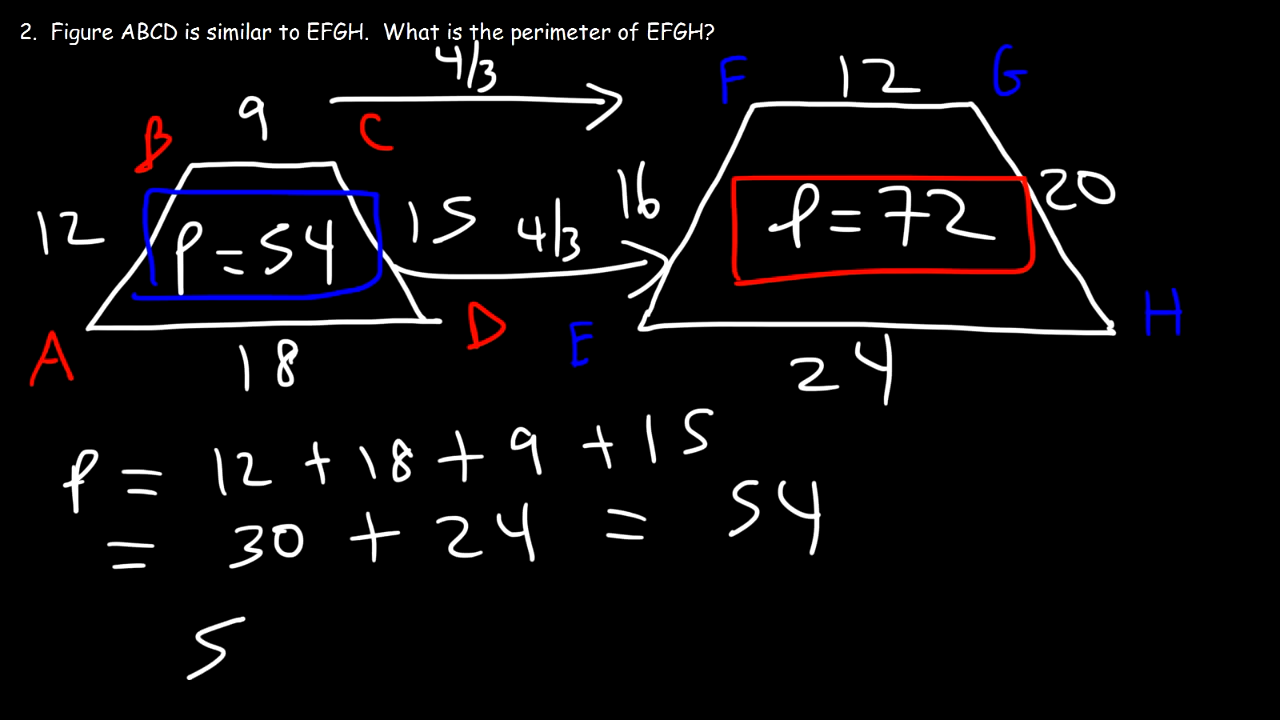 2. Figure ABCD is similar to EFGH. What is the perimeter of EFGH?
4/3
F 12 G
9
B C
12 P = 54 15 4/3 16 P = 72 20
A D E H
18 24
P = 12 + 18 + 9 + 15
= 30 + 24 = 54
5